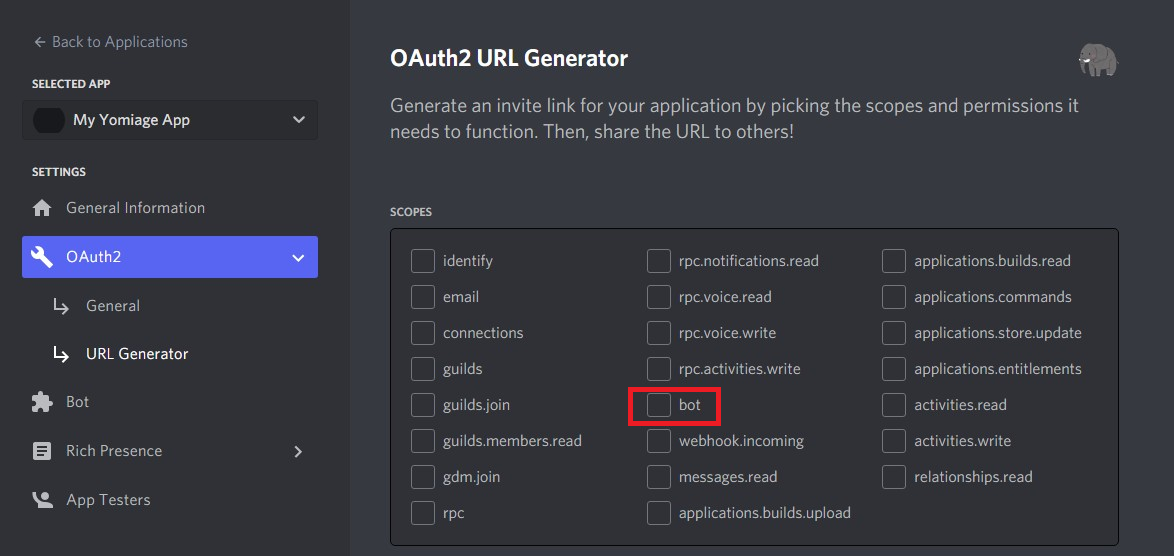 ← Back to Applications
SELECTED APP
My Yomiage App
SETTINGS
General Information
OAuth2
General
URL Generator
Bot
Rich Presence
App Testers
OAuth2 URL Generator
Generate an invite link for your application by picking the scopes and permissions it
needs to function. Then, share the URL to others!
SCOPES
identify
email
connections
guilds
guilds.join
guilds.members.read
gdm.join
rpc
rpc.notifications.read
rpc.voice.read
rpc.voice.write
rpc.activities.write
bot
webhook.incoming
messages.read
applications.builds.upload
applications.builds.read
applications.commands
applications.store.update
applications.entitlements
activities.read
activities.write
relationships.read